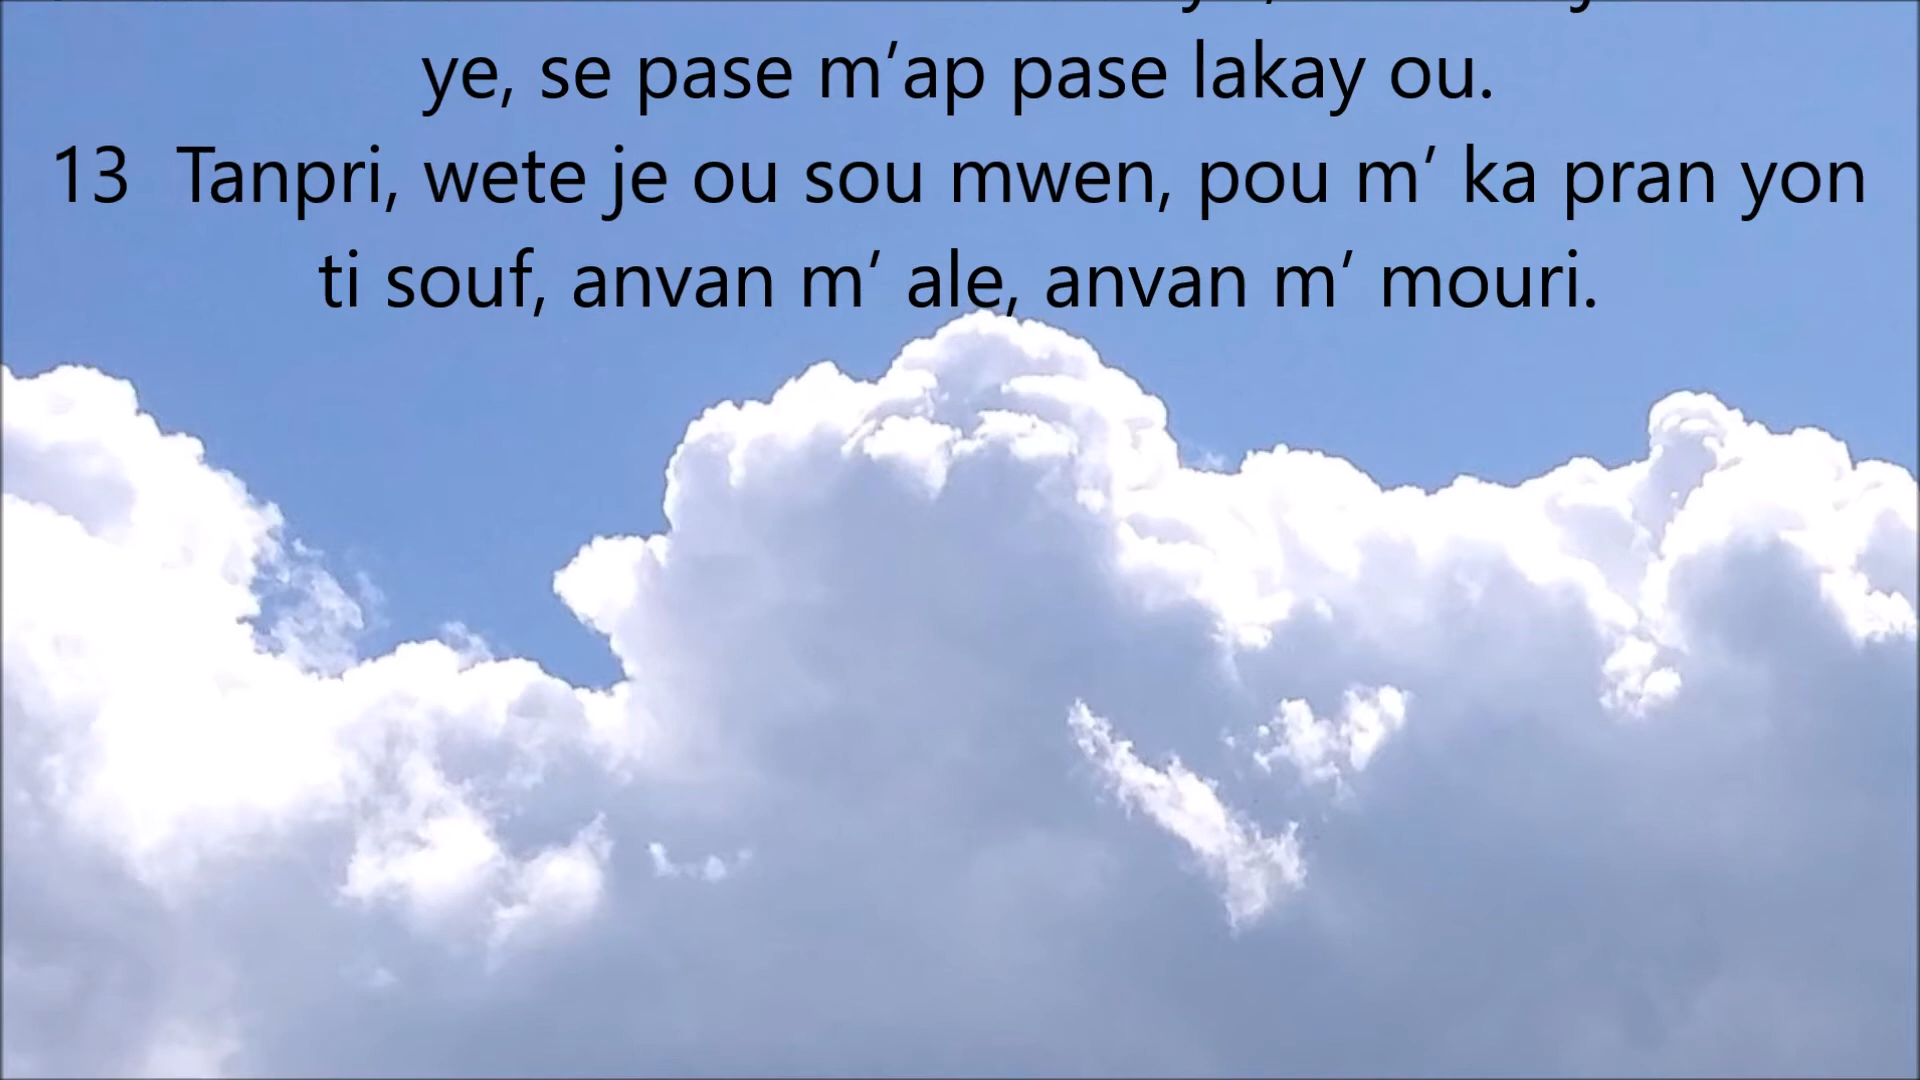 ye, se pase m’ap pase lakay ou.
13 Tanpri, wete je ou sou mwen, pou m’ ka pran yon
ti souf, anvan m’ ale, anvan m’ mouri.